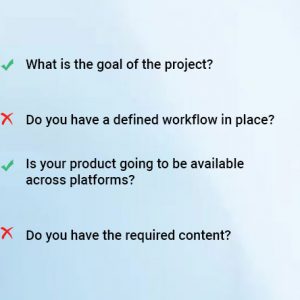 What is the goal of the project?
Do you have a defined workflow in place?
Is your product going to be available
across platforms?
Do you have the required content?